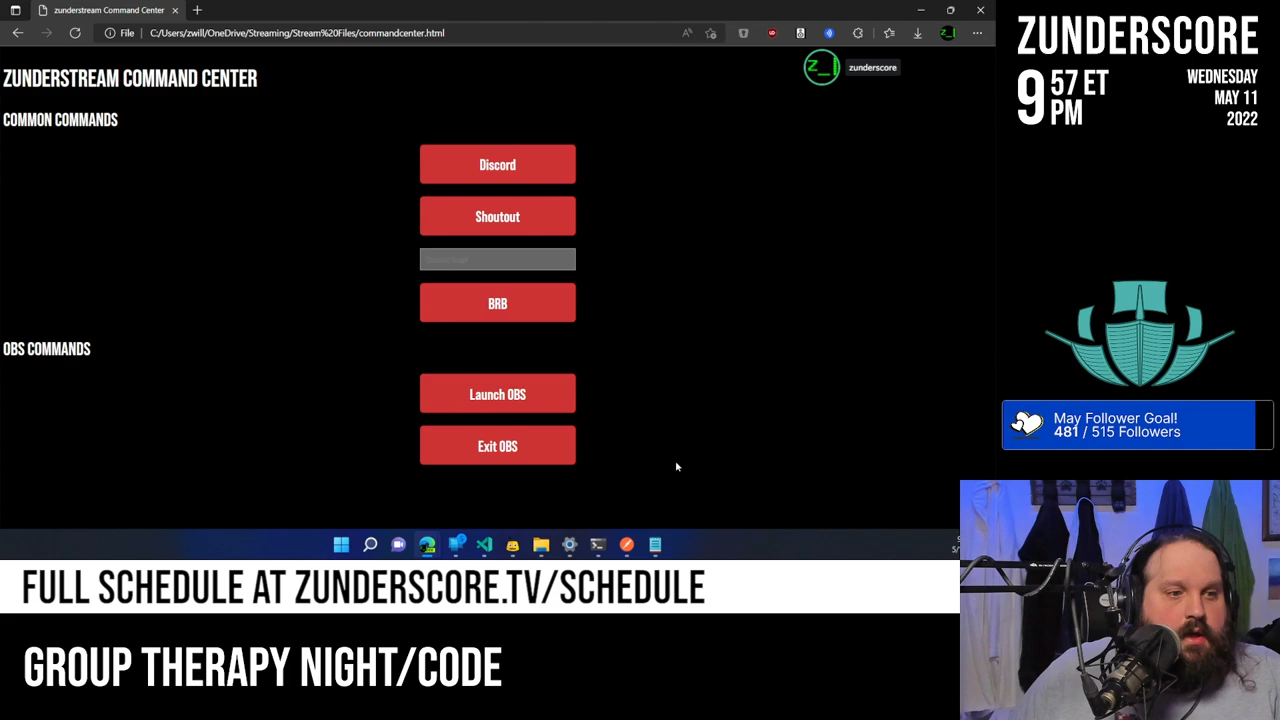 zunderstream Command Center
File
C:/Users/zwill/OneDrive/Streaming/Stream%20Files/commandcenter.html
ZUNDERSTREAM COMMAND CENTER
z_
zunderscore
COMMON COMMANDS
Discord
Shoutout
BRB
OBS COMMANDS
Launch OBS
Exit OBS
ZUNDERSCORE
9 57 ET PM
WEDNESDAY
MAY 11
2022
May Follower Goal!
481 / 515 Followers
FULL SCHEDULE AT ZUNDERSCORE.TV/SCHEDULE
GROUP THERAPY NIGHT/CODE